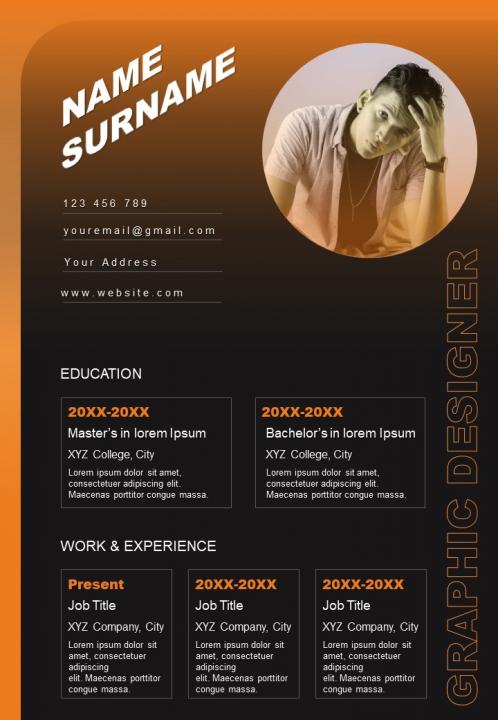 NAME
SURNAME
123 456 789
youremail@gmail.com
Your Address
www.website.com
GRAPHIC DESIGNER
EDUCATION
20XX-20XX
Master's in lorem Ipsum
XYZ College, City
Lorem ipsum dolor sit amet,
consectetuer adipiscing elit.
Maecenas porttitor congue massa.
20XX-20XX
Bachelor's in lorem Ipsum
XYZ College, City
Lorem ipsum dolor sit amet,
consectetuer adipiscing elit.
Maecenas porttitor congue massa.
WORK & EXPERIENCE
Present
Job Title
XYZ Company, City
Lorem ipsum dolor sit
amet, consectetuer
adipiscing
elit. Maecenas porttitor
congue massa.
20XX-20XX
Job Title
XYZ Company, City
Lorem ipsum dolor sit
amet, consectetuer
adipiscing
elit. Maecenas porttitor
congue massa.
20XX-20XX
Job Title
XYZ Company, City
Lorem ipsum dolor sit
amet, consectetuer
adipiscing
elit. Maecenas porttitor
congue massa.